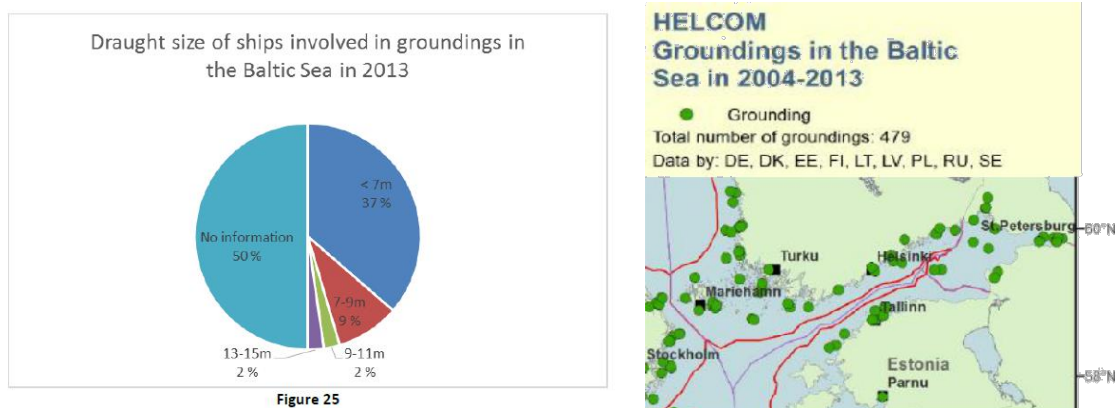 Draught size of ships involved in groundings in
the Baltic Sea in 2013
< 7m
37 %
No information
50 %
7-9m
9 %
13-15m
2 %
9-11m
2 %
Figure 25
HELCOM
Groundings in the Baltic
Sea in 2004-2013
Grounding
Total number of groundings: 479
Data by: DE, DK, EE, FI, LT, LV, PL, RU, SE
St Petersburg
60°N
Turku
Helsinki
Mariehamn
Tallinn
Stockholm
Estonia
58°N
Parnu